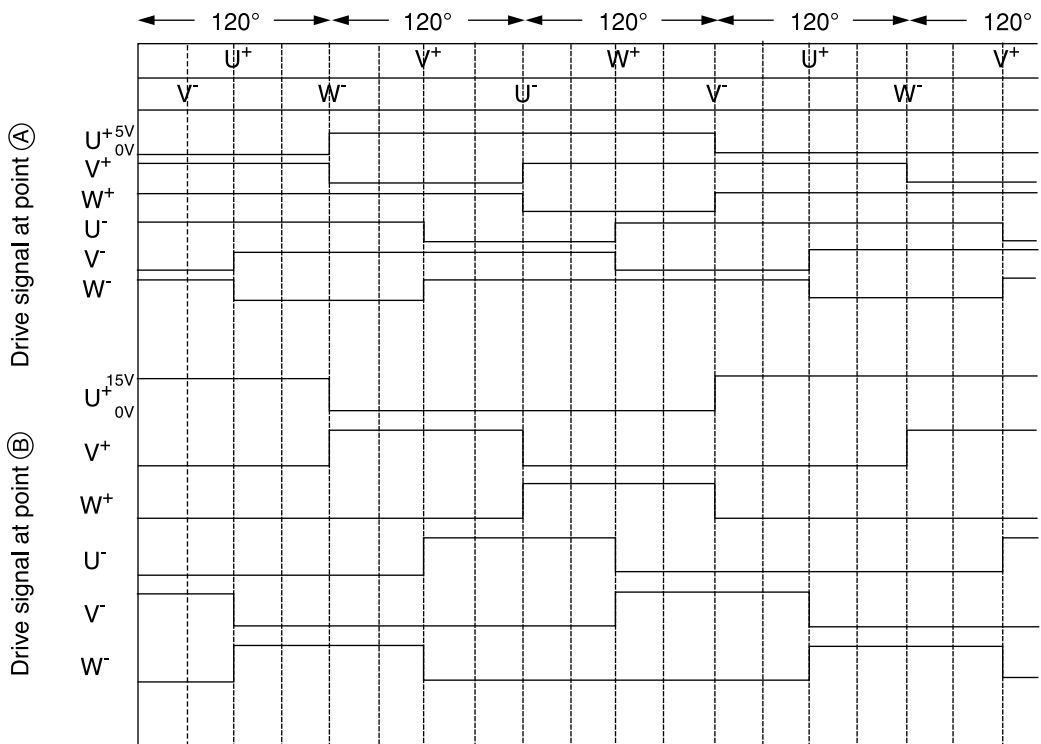 120° 120° 120° 120° 120°
U⁺ V⁺ W⁺ U⁺ V⁺
V⁻ W⁻ U⁻ V⁻ W⁻
Drive signal at point Ⓐ
U⁺ 5V
0V
V⁺
W⁺
U⁻
V⁻
W⁻
Drive signal at point Ⓑ
U⁺ 15V
0V
V⁺
W⁺
U⁻
V⁻
W⁻